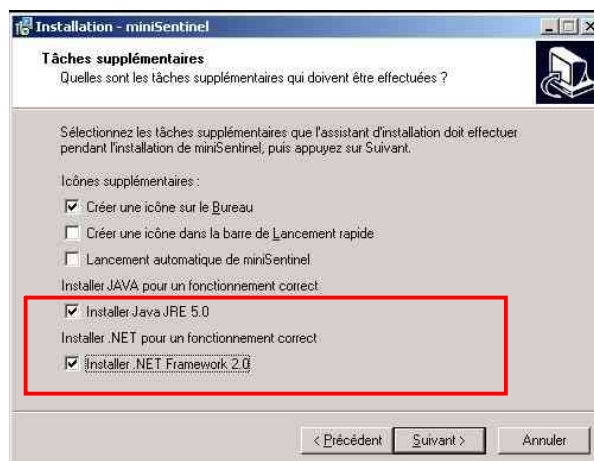 Installation - miniSentinel
Tâches supplémentaires
Quelles sont les tâches supplémentaires qui doivent être effectuées ?
Sélectionnez les tâches supplémentaires que l'assistant d'installation doit effectuer
pendant l'installation de miniSentinel, puis appuyez sur Suivant.
Icônes supplémentaires :
Créer une icône sur le Bureau
Créer une icône dans la barre de Lancement rapide
Lancement automatique de miniSentinel
Installer JAVA pour un fonctionnement correct
Installer Java JRE 5.0
Installer .NET pour un fonctionnement correct
Installer .NET Framework 2.0
< Précédent Suivant > Annuler